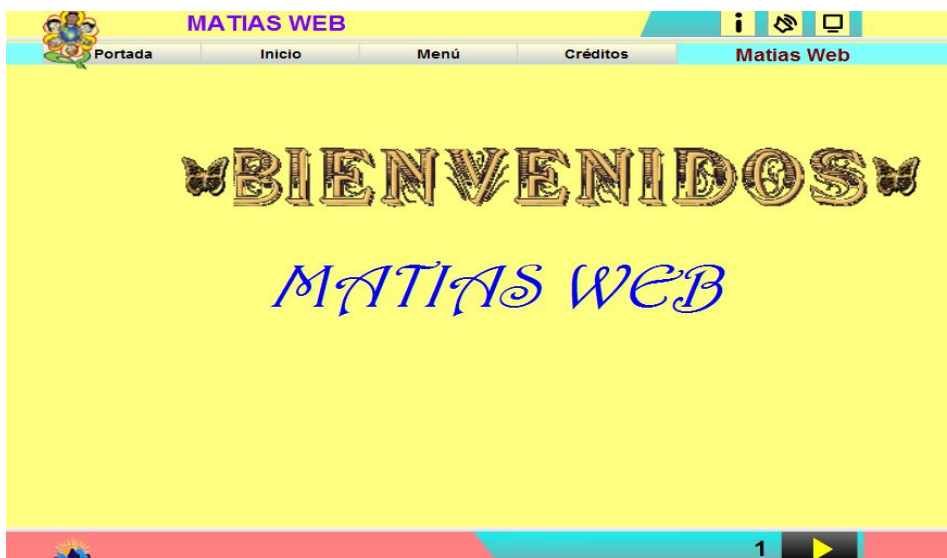 MATIAS WEB
Portada Inicio Menú Créditos Matias Web
BIENVENIDOS
MATIAS WEB
1